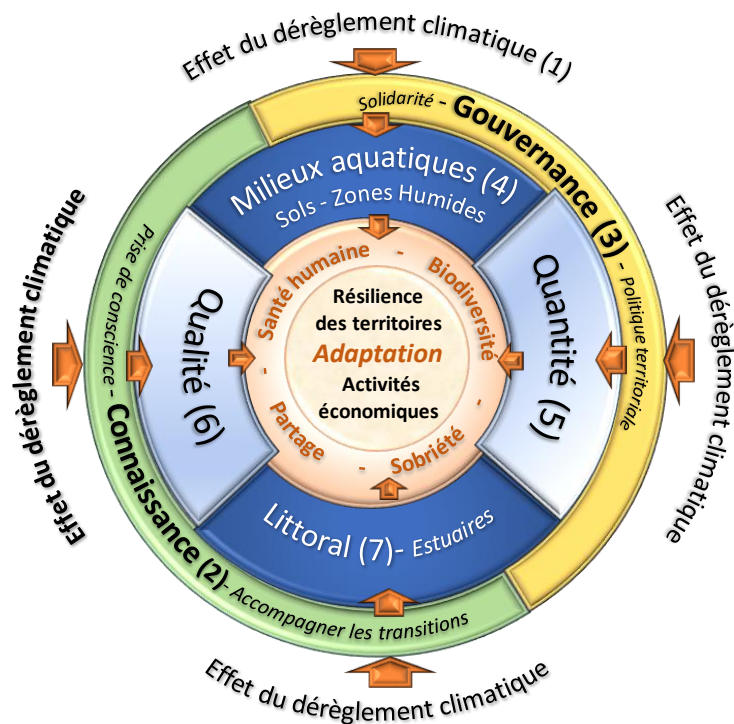 Effet du dérèglement climatique (1)
Solidarité - Gouvernance (3) - Politique territoriale
Effet du dérèglement climatique
Effet du dérèglement climatique
Prise de conscience - Connaissance (2)- Accompagner les transitions
Milieux aquatiques (4)
Sols - Zones Humides
Quantité (5)
Qualité (6)
- Santé humaine - Biodiversité -
Résilience
des territoires
Adaptation
Activités
économiques
Partage - Sobriété
Littoral (7)- Estuaires
Effet du dérèglement climatique